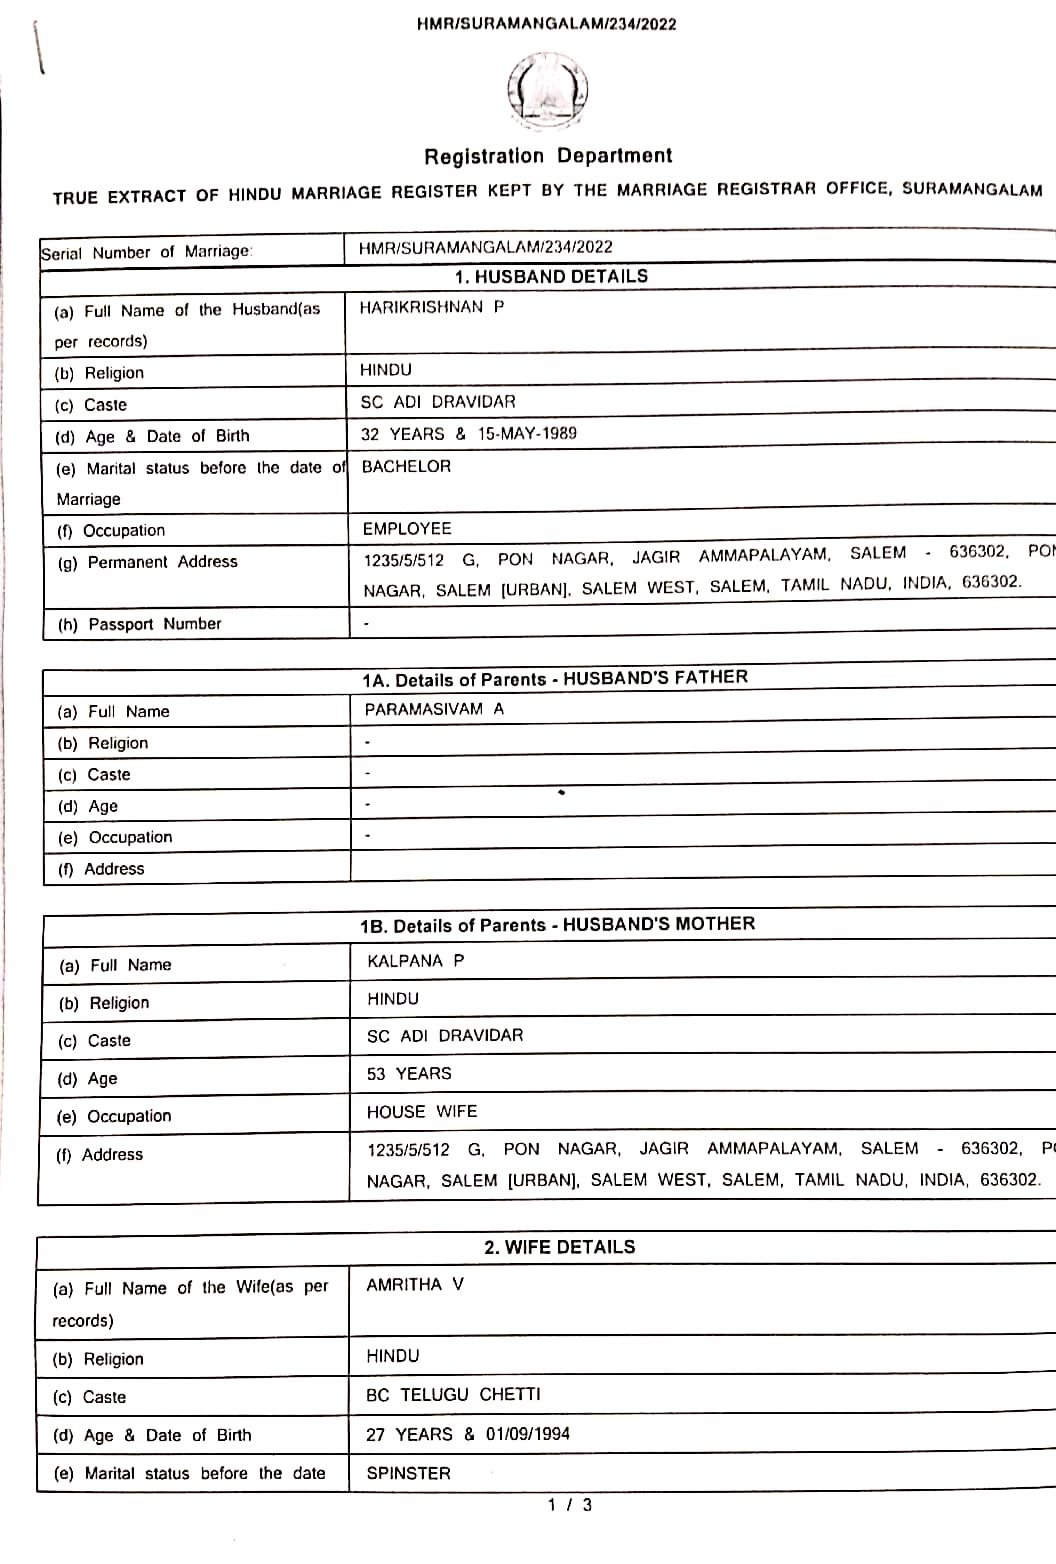 HMR/SURAMANGALAM/234/2022
Registration Department
TRUE EXTRACT OF HINDU MARRIAGE REGISTER KEPT BY THE MARRIAGE REGISTRAR OFFICE, SURAMANGALAM
Serial Number of Marriage: HMR/SURAMANGALAM/234/2022
1. HUSBAND DETAILS
(a) Full Name of the Husband(as HARIKRISHNAN P
per records)
(b) Religion HINDU
(c) Caste SC ADI DRAVIDAR
(d) Age & Date of Birth 32 YEARS & 15-MAY-1989
(e) Marital status before the date of BACHELOR
Marriage
(f) Occupation EMPLOYEE
(g) Permanent Address 1235/5/512 G, PON NAGAR, JAGIR AMMAPALAYAM, SALEM - 636302, PON
NAGAR, SALEM [URBAN], SALEM WEST, SALEM, TAMIL NADU, INDIA, 636302.
(h) Passport Number -
1A. Details of Parents - HUSBAND'S FATHER
(a) Full Name PARAMASIVAM A
(b) Religion -
(c) Caste -
(d) Age -
(e) Occupation -
(f) Address
1B. Details of Parents - HUSBAND'S MOTHER
(a) Full Name KALPANA P
(b) Religion HINDU
(c) Caste SC ADI DRAVIDAR
(d) Age 53 YEARS
(e) Occupation HOUSE WIFE
(f) Address 1235/5/512 G, PON NAGAR, JAGIR AMMAPALAYAM, SALEM - 636302, PO
NAGAR, SALEM [URBAN], SALEM WEST, SALEM, TAMIL NADU, INDIA, 636302.
2. WIFE DETAILS
(a) Full Name of the Wife(as per AMRITHA V
records)
(b) Religion HINDU
(c) Caste BC TELUGU CHETTI
(d) Age & Date of Birth 27 YEARS & 01/09/1994
(e) Marital status before the date SPINSTER
1 / 3